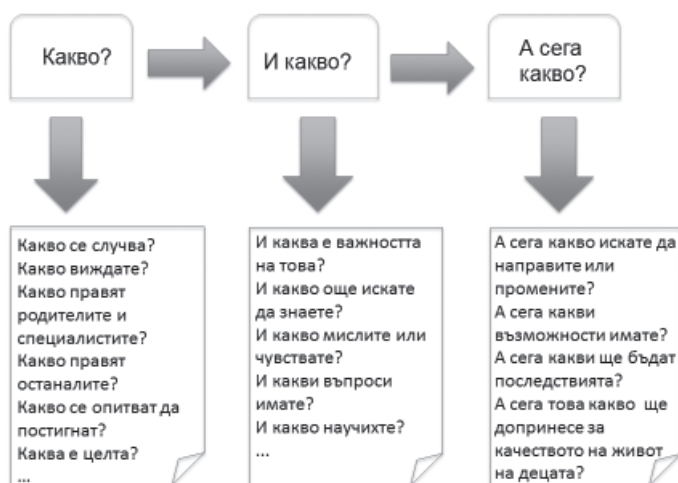 Какво?
И какво?
А сега
какво?
Какво се случва?
Какво виждате?
Какво правят
родителите и
специалистите?
Какво правят
останалите?
Какво се опитват да
постигнат?
Каква е целта?
...
И каква е важността
на това?
И какво още искате
да знаете?
И какво мислите или
чувствате?
И какви въпроси
имате?
И какво научихте?
...
А сега какво искате да
направите или
промените?
А сега какви
възможности имате?
А сега какви ще бъдат
последствията?
А сега това какво ще
допринесе за
качеството на живот
на децата?